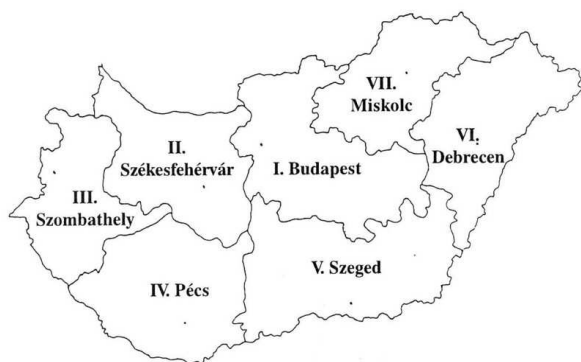 VII.
Miskolc
VI.
Debrecen
II.
Székesfehérvár
I. Budapest
III.
Szombathely
V. Szeged
IV. Pécs